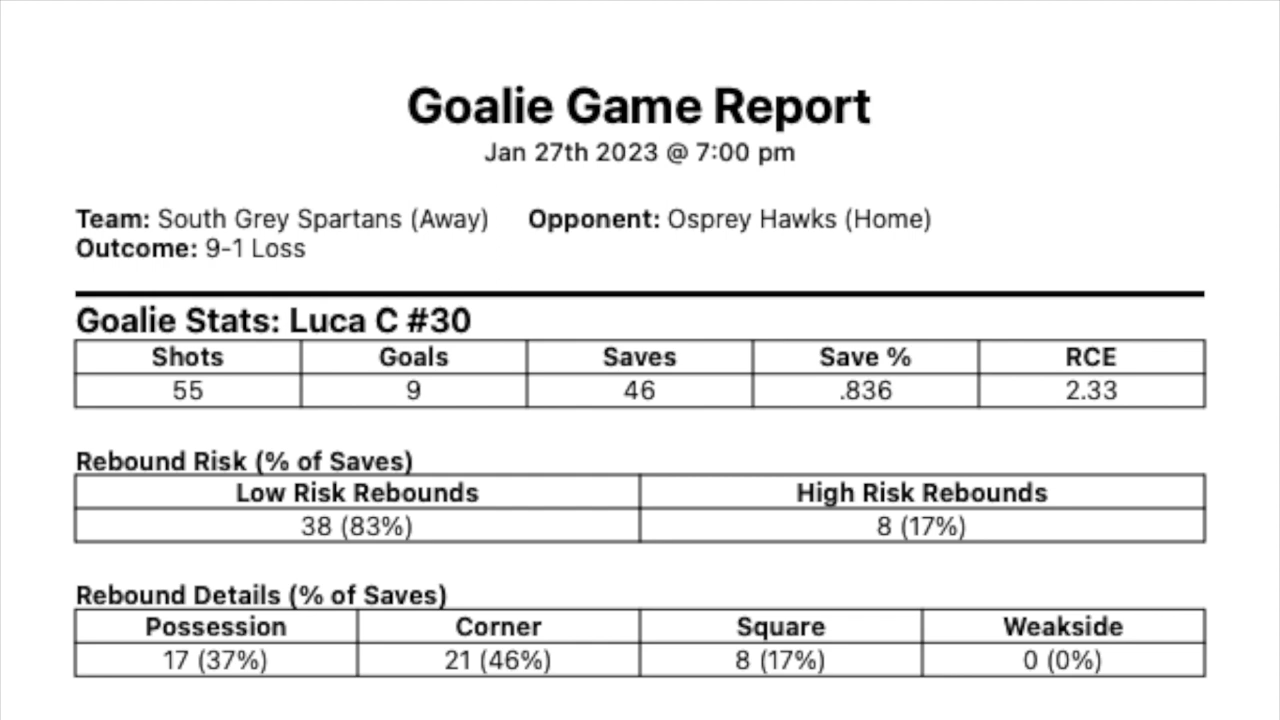 Goalie Game Report
Jan 27th 2023 @ 7:00 pm
Team: South Grey Spartans (Away) Opponent: Osprey Hawks (Home)
Outcome: 9-1 Loss
Goalie Stats: Luca C #30
Shots Goals Saves Save % RCE
55 9 46 .836 2.33
Rebound Risk (% of Saves)
Low Risk Rebounds High Risk Rebounds
38 (83%) 8 (17%)
Rebound Details (% of Saves)
Possession Corner Square Weakside
17 (37%) 21 (46%) 8 (17%) 0 (0%)